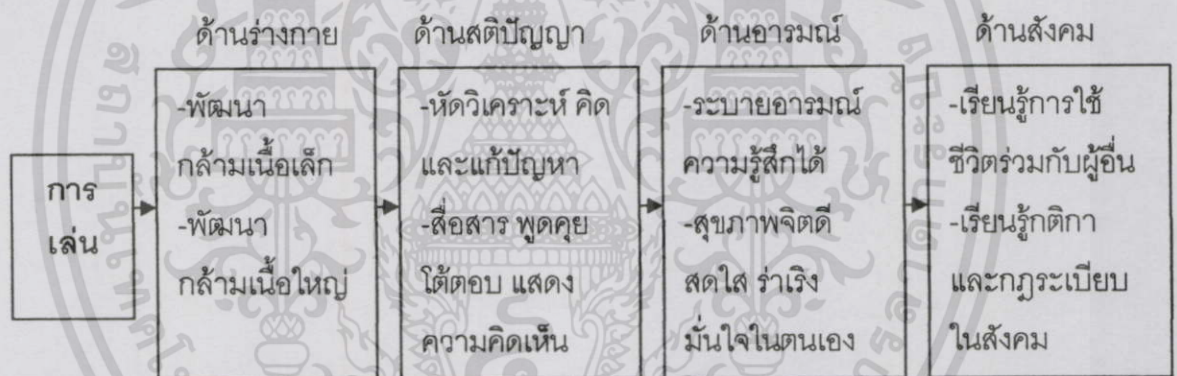 ด้านร่างกาย
ด้านสติปัญญา
ด้านอารมณ์
ด้านสังคม
การ
เล่น
-พัฒนา
กล้ามเนื้อเล็ก
-พัฒนา
กล้ามเนื้อใหญ่
-หัดวิเคราะห์ คิด
และแก้ปัญหา
-สื่อสาร พูดคุย
โต้ตอบ แสดง
ความคิดเห็น
-ระบายอารมณ์
ความรู้สึกได้
-สุขภาพจิตดี
สดใส ร่าเริง
มั่นใจในตนเอง
-เรียนรู้การใช้
ชีวิตร่วมกับผู้อื่น
-เรียนรู้กติกา
และกฎระเบียบ
ในสังคม